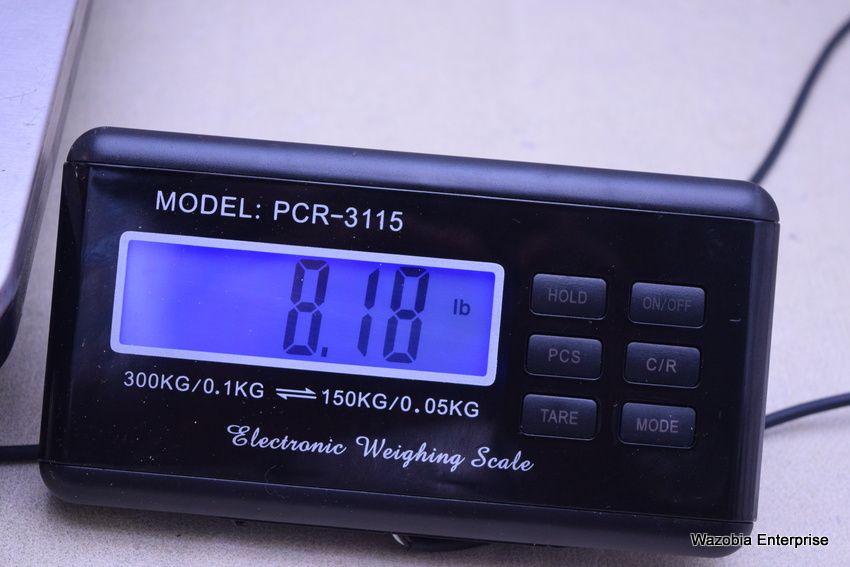 MODEL: PCR-3115
8.18 lb
300KG/0.1KG ⇌ 150KG/0.05KG
Electronic Weighing Scale
HOLD ON/OFF
PCS C/R
TARE MODE
Wazobia Enterprise